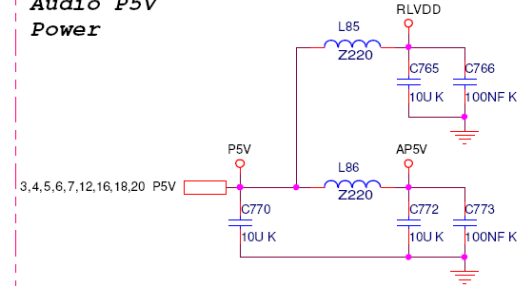 Audio P5V
Power
RLVDD
L85
Z220
C765
C766
10U K
100NF K
P5V
AP5V
L86
Z220
3,4,5,6,7,12,16,18,20 P5V
C770
C772
C773
10U K
10U K
100NF K